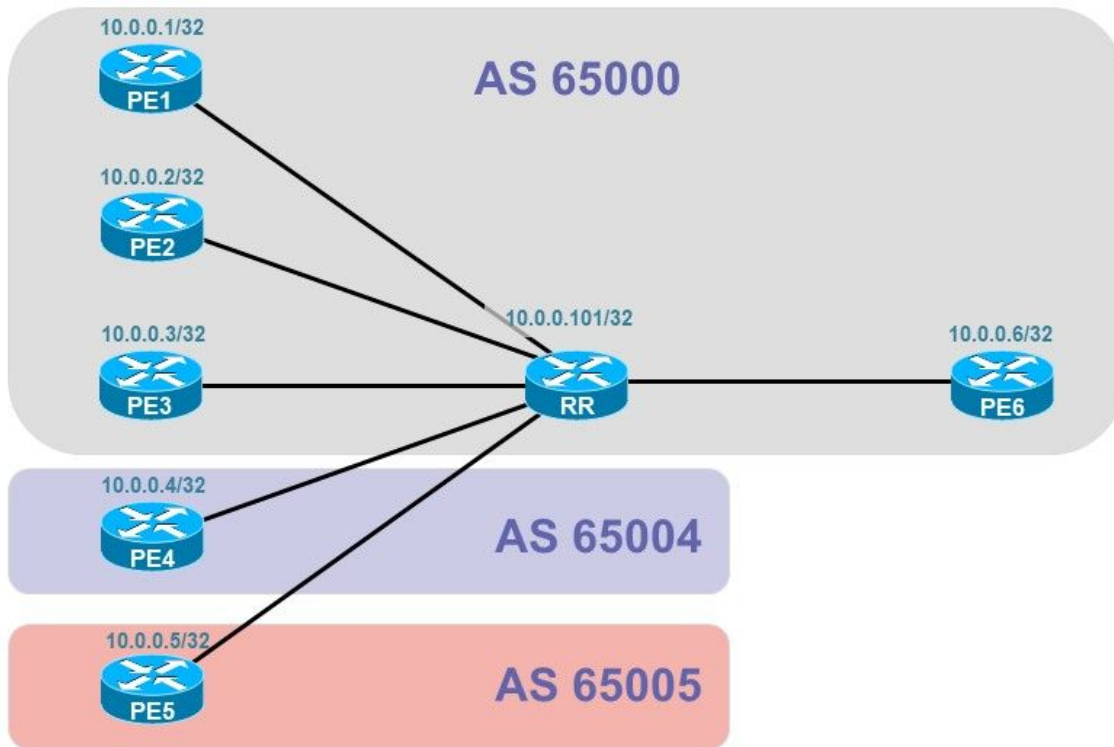 10.0.0.1/32
PE1
AS 65000
10.0.0.2/32
PE2
10.0.0.3/32
PE3
10.0.0.101/32
RR
10.0.0.6/32
PE6
10.0.0.4/32
PE4
AS 65004
10.0.0.5/32
PE5
AS 65005